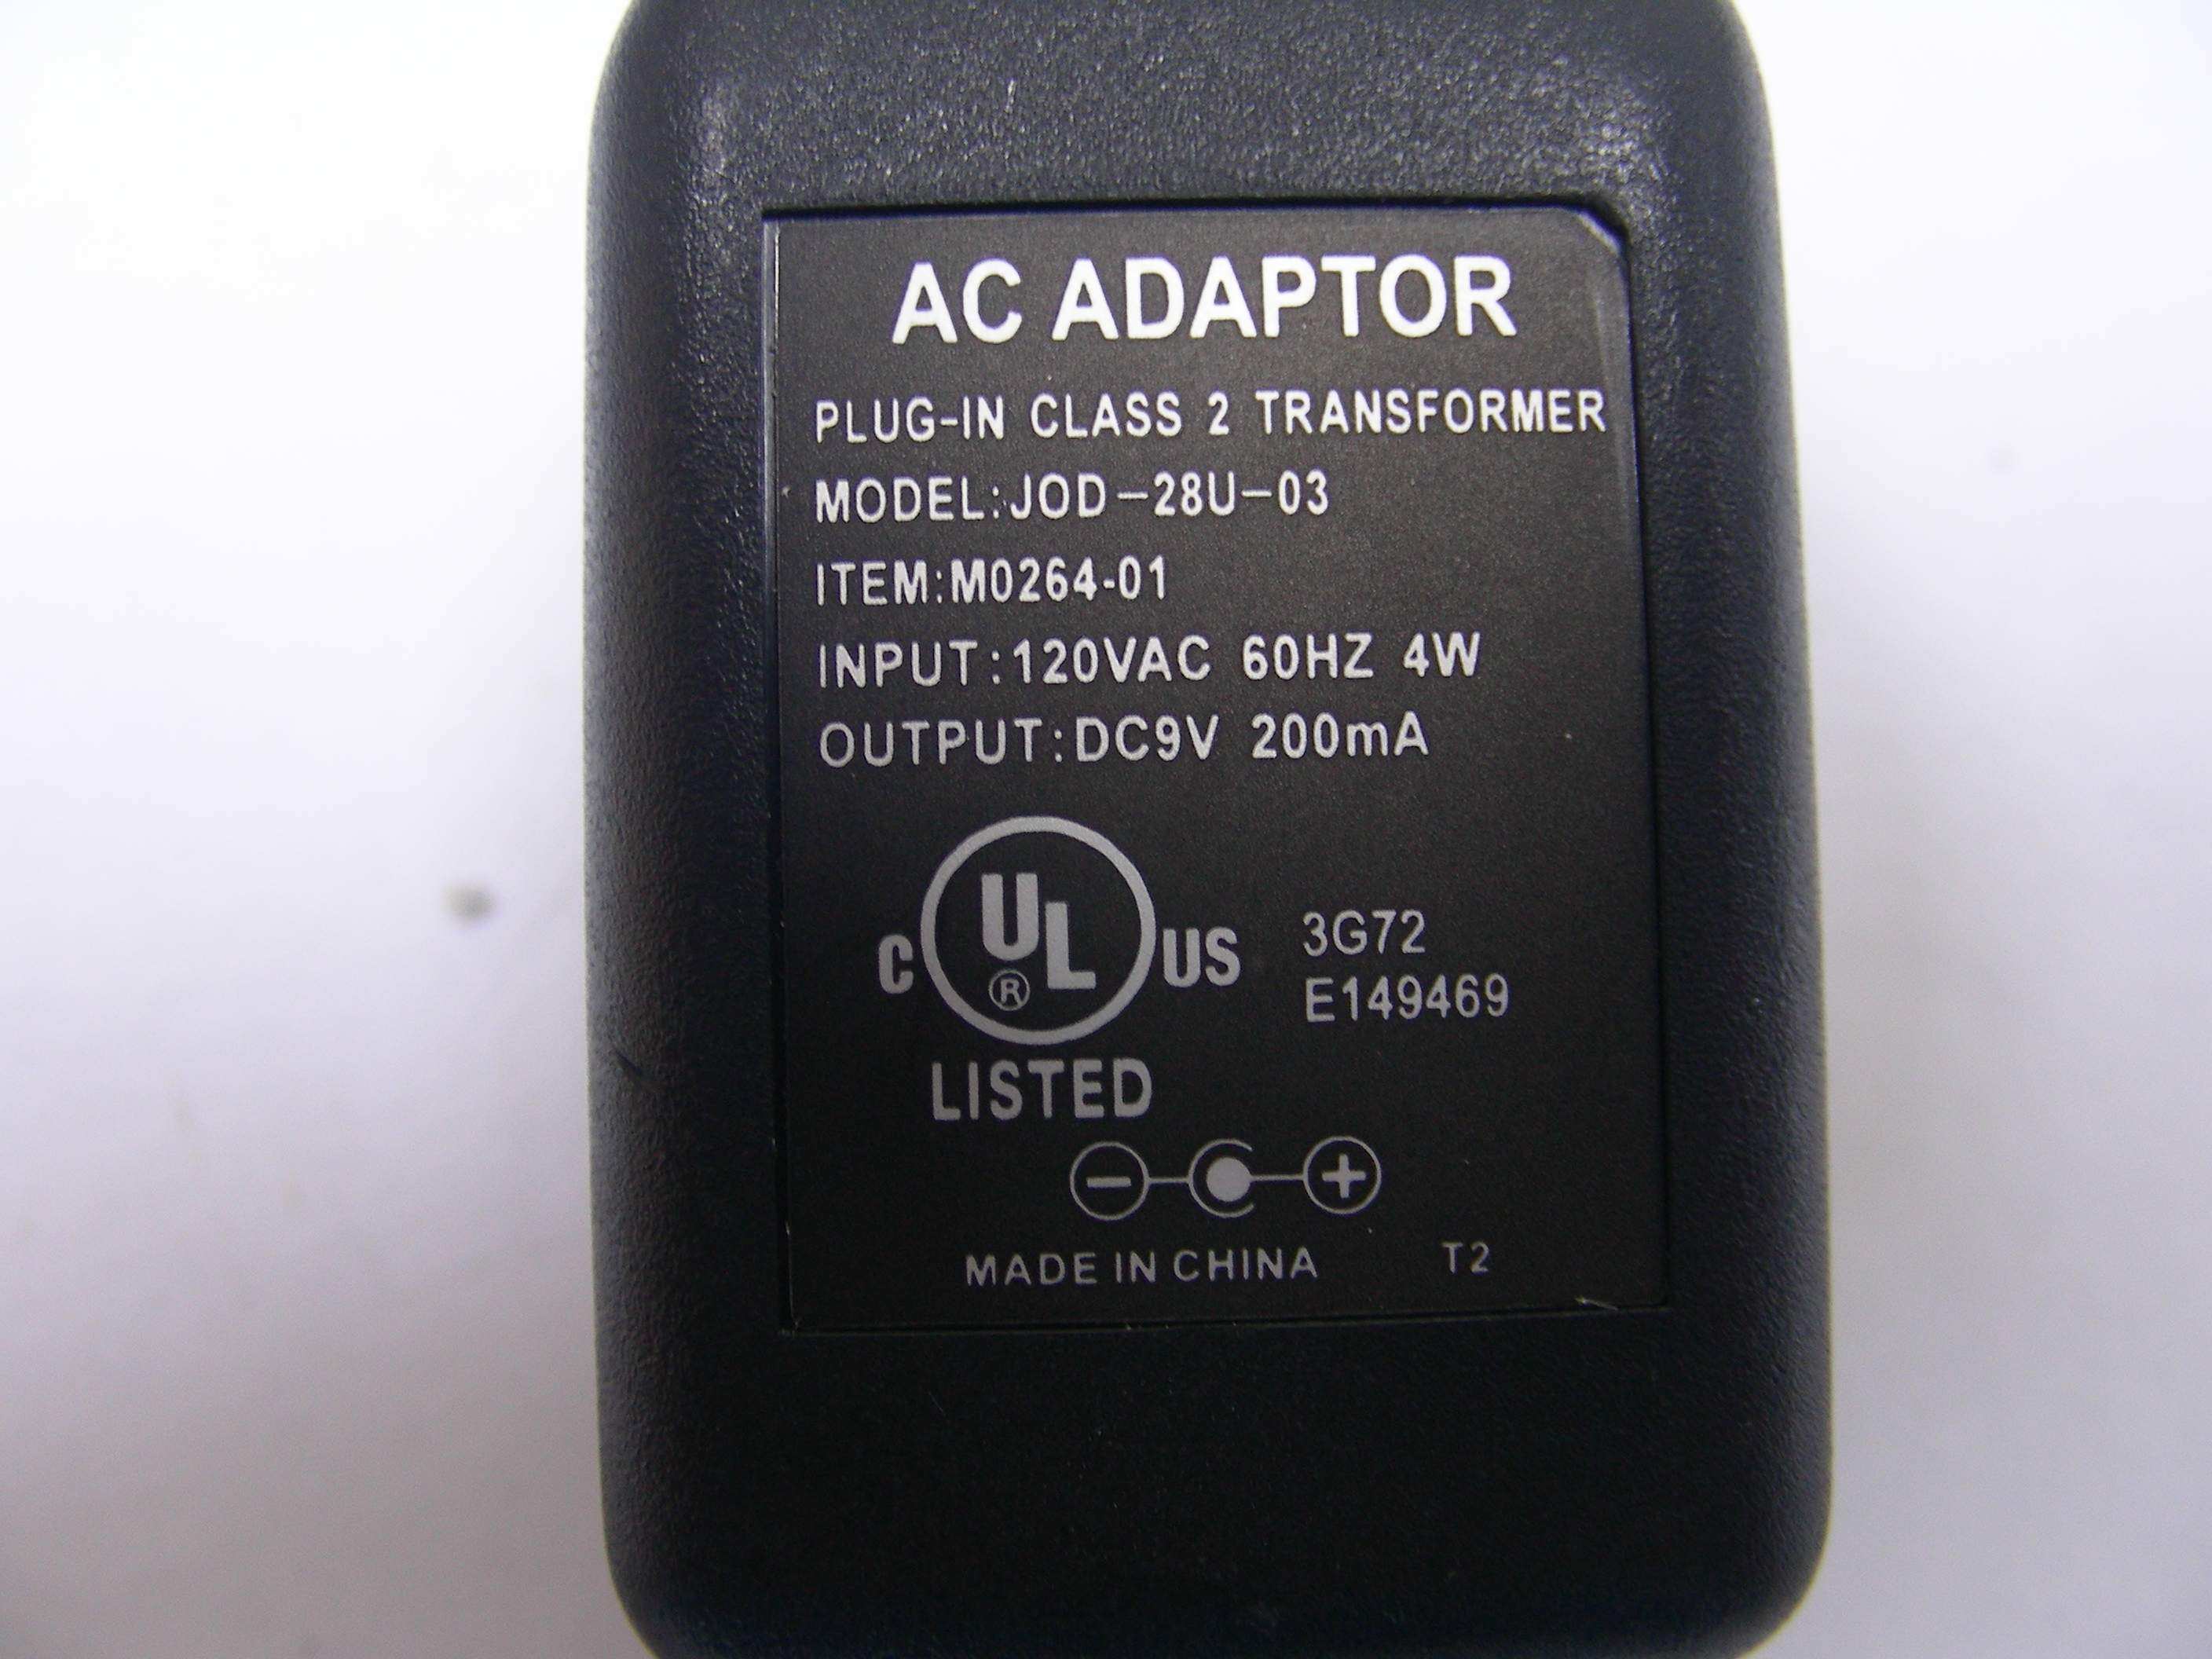 AC ADAPTOR
PLUG-IN CLASS 2 TRANSFORMER
MODEL:JOD-28U-03
ITEM:M0264-01
INPUT:120VAC 60HZ 4W
OUTPUT:DC9V 200mA
C UL® US
LISTED
3G72
E149469
MADE IN CHINA T2